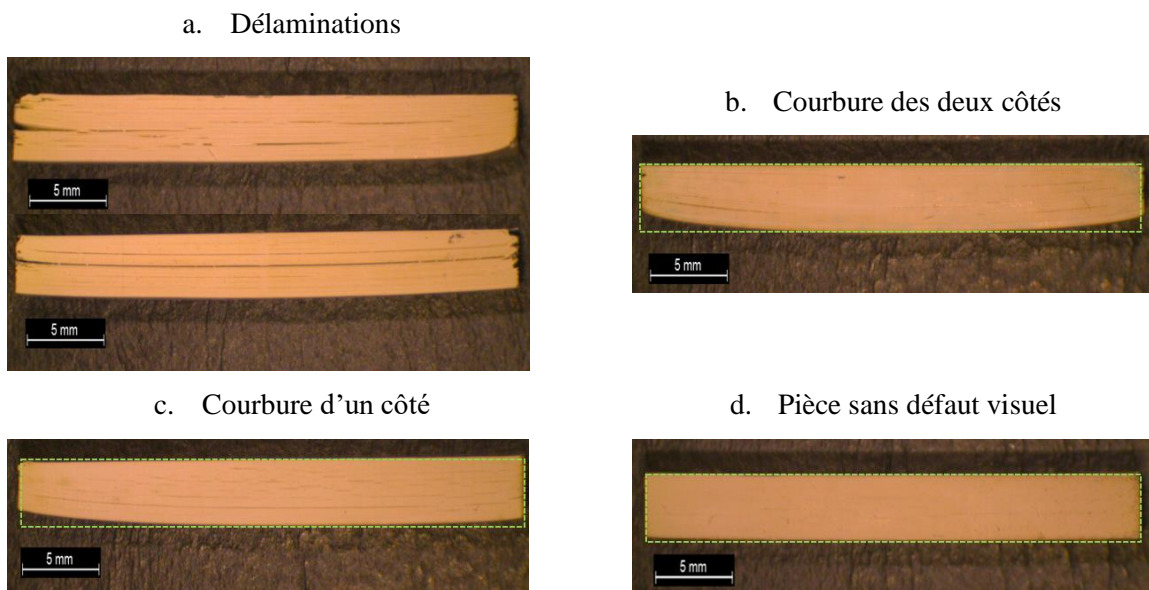 a. Délaminations
5 mm
5 mm
b. Courbure des deux côtés
5 mm
c. Courbure d’un côté
5 mm
d. Pièce sans défaut visuel
5 mm